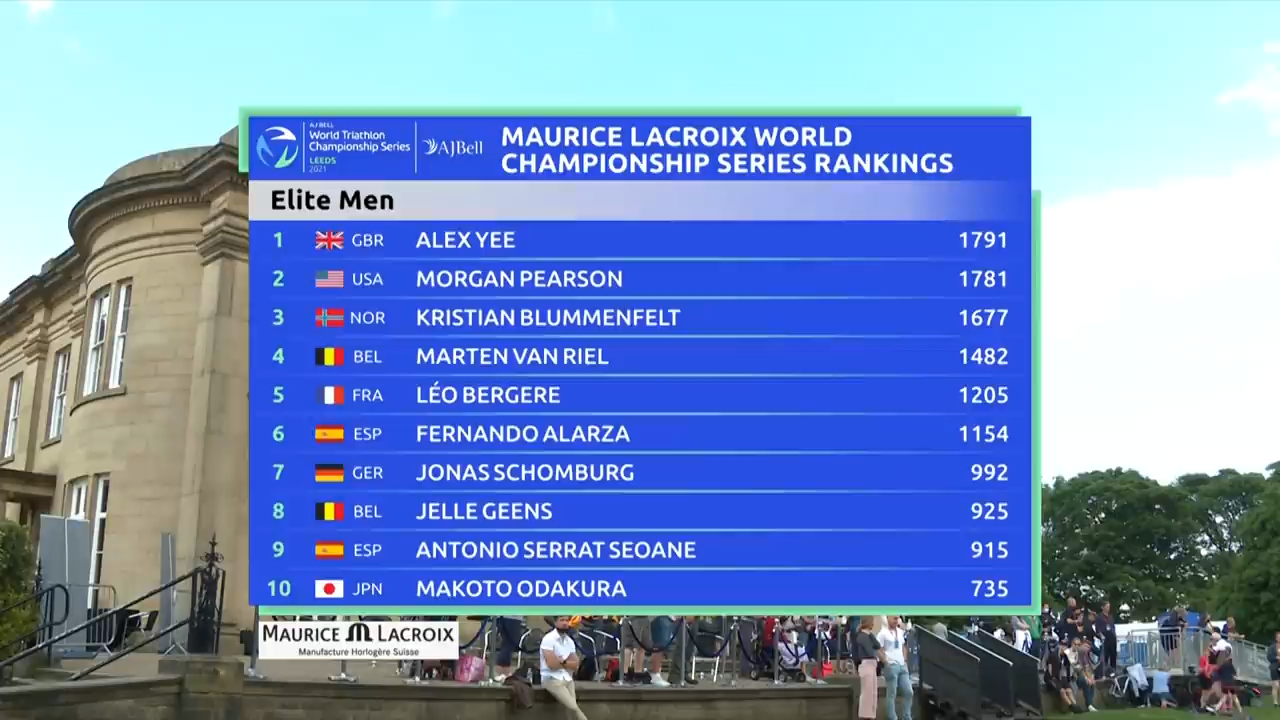 AJ BELL
World Triathlon
Championship Series
LEEDS
2021
AJBell
MAURICE LACROIX WORLD
CHAMPIONSHIP SERIES RANKINGS
Elite Men
1 GBR ALEX YEE 1791
2 USA MORGAN PEARSON 1781
3 NOR KRISTIAN BLUMMENFELT 1677
4 BEL MARTEN VAN RIEL 1482
5 FRA LÉO BERGERE 1205
6 ESP FERNANDO ALARZA 1154
7 GER JONAS SCHOMBURG 992
8 BEL JELLE GEENS 925
9 ESP ANTONIO SERRAT SEOANE 915
10 JPN MAKOTO ODAKURA 735
MAURICE LACROIX
Manufacture Horlogère Suisse